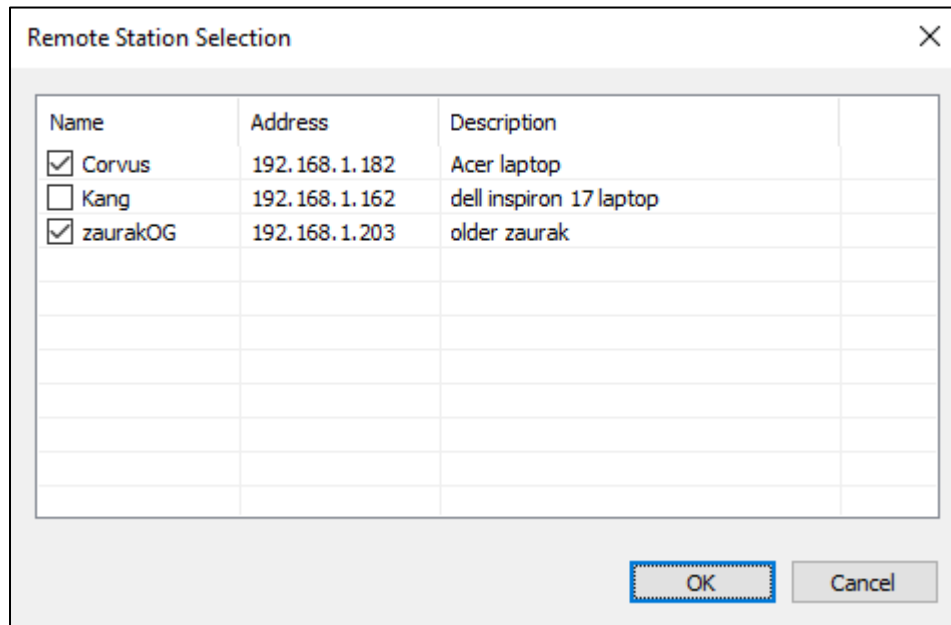 Remote Station Selection
Name Address Description
Corvus 192.168.1.182 Acer laptop
Kang 192.168.1.162 dell inspiron 17 laptop
zaurakOG 192.168.1.203 older zaurak
OK Cancel